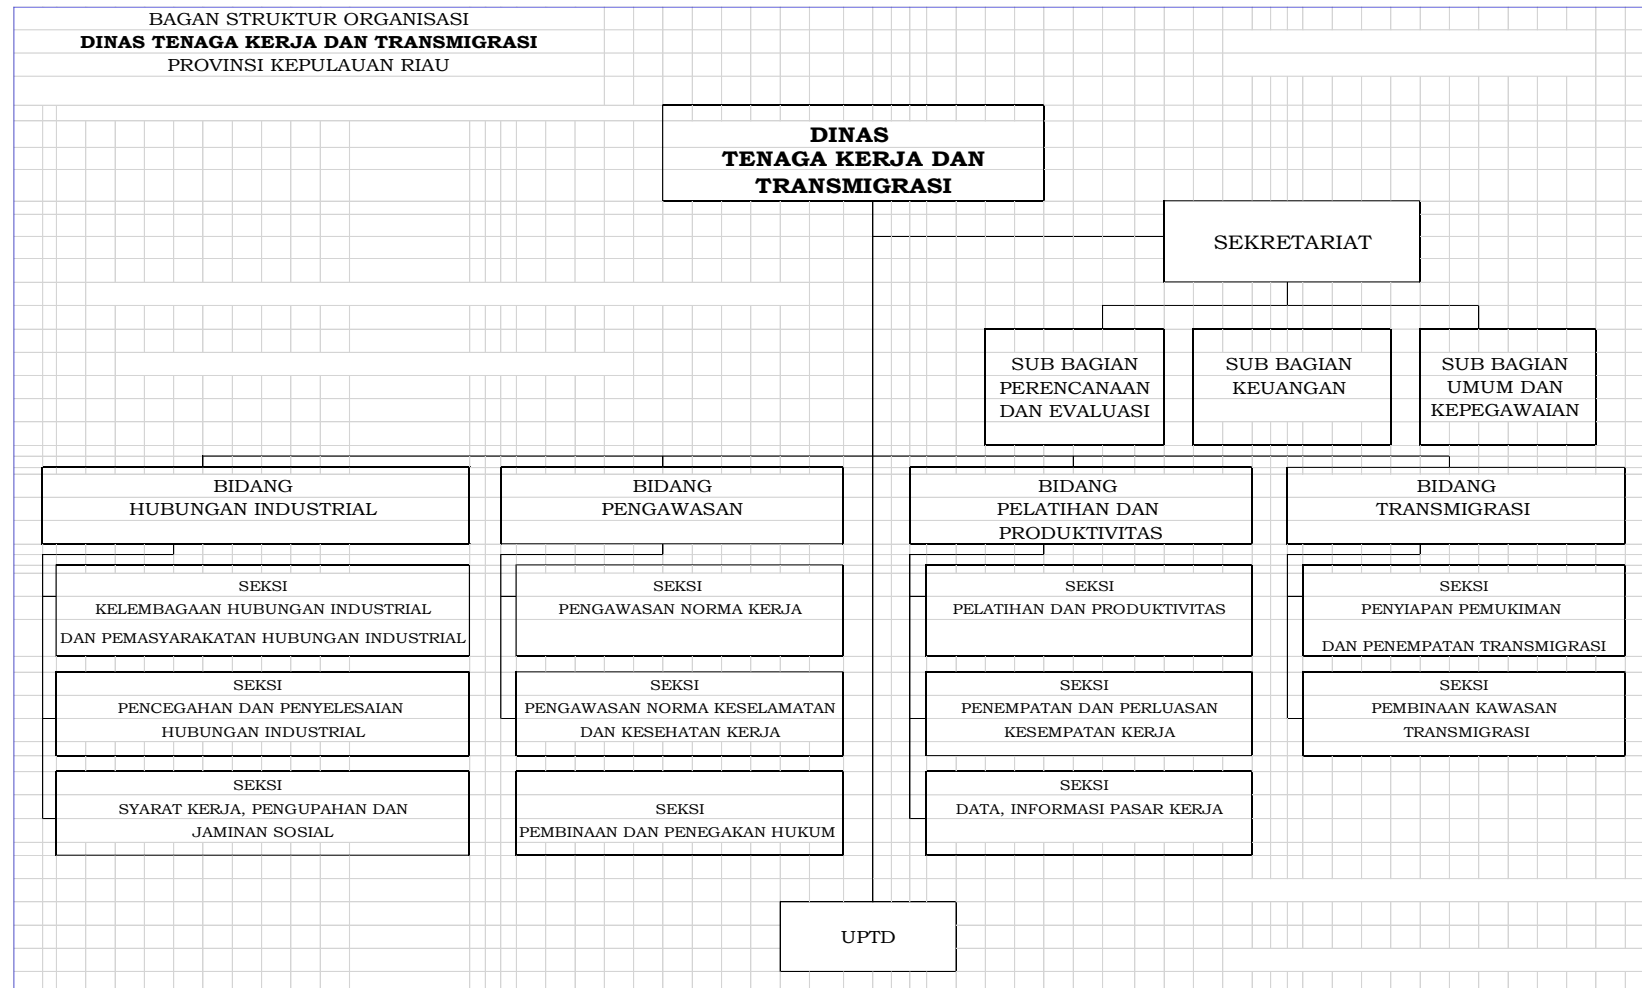 BAGAN STRUKTUR ORGANISASI
DINAS TENAGA KERJA DAN TRANSMIGRASI
PROVINSI KEPULAUAN RIAU
DINAS
TENAGA KERJA DAN
TRANSMIGRASI
SEKRETARIAT
SUB BAGIAN
PERENCANAAN
DAN EVALUASI
SUB BAGIAN
KEUANGAN
SUB BAGIAN
UMUM DAN
KEPEGAWAIAN
BIDANG
HUBUNGAN INDUSTRIAL
BIDANG
PENGAWASAN
BIDANG
PELATIHAN DAN
PRODUKTIVITAS
BIDANG
TRANSMIGRASI
SEKSI
KELEMBAGAAN HUBUNGAN INDUSTRIAL
DAN PEMASYARAKATAN HUBUNGAN INDUSTRIAL
SEKSI
PENGAWASAN NORMA KERJA
SEKSI
PELATIHAN DAN PRODUKTIVITAS
SEKSI
PENYIAPAN PEMUKIMAN
DAN PENEMPATAN TRANSMIGRASI
SEKSI
PENCEGAHAN DAN PENYELESAIAN
HUBUNGAN INDUSTRIAL
SEKSI
PENGAWASAN NORMA KESELAMATAN
DAN KESEHATAN KERJA
SEKSI
PENEMPATAN DAN PERLUASAN
KESEMPATAN KERJA
SEKSI
PEMBINAAN KAWASAN
TRANSMIGRASI
SEKSI
SYARAT KERJA, PENGUPAHAN DAN
JAMINAN SOSIAL
SEKSI
PEMBINAAN DAN PENEGAKAN HUKUM
SEKSI
DATA, INFORMASI PASAR KERJA
UPTD